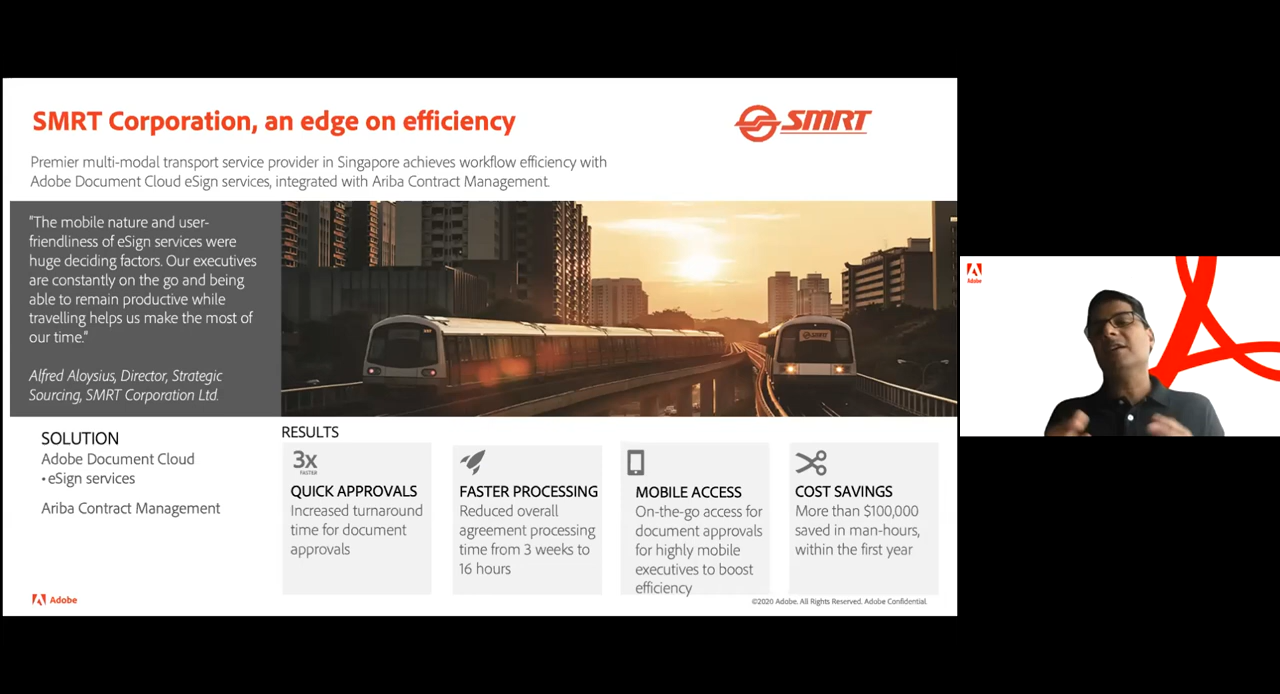 SMRT Corporation, an edge on efficiency
SMRT
Premier multi-modal transport service provider in Singapore achieves workflow efficiency with
Adobe Document Cloud eSign services, integrated with Ariba Contract Management.
"The mobile nature and user-
friendliness of eSign services were
huge deciding factors. Our executives
are constantly on the go and being
able to remain productive while
travelling helps us make the most of
our time."
Alfred Aloysius, Director, Strategic
Sourcing, SMRT Corporation Ltd.
SMRT
SOLUTION
Adobe Document Cloud
• eSign services
Ariba Contract Management
RESULTS
3x
FASTER
QUICK APPROVALS
Increased turnaround
time for document
approvals
FASTER PROCESSING
Reduced overall
agreement processing
time from 3 weeks to
16 hours
MOBILE ACCESS
On-the-go access for
document approvals
for highly mobile
executives to boost
efficiency
COST SAVINGS
More than $100,000
saved in man-hours,
within the first year
Adobe
©2020 Adobe. All Rights Reserved. Adobe Confidential.
Adobe